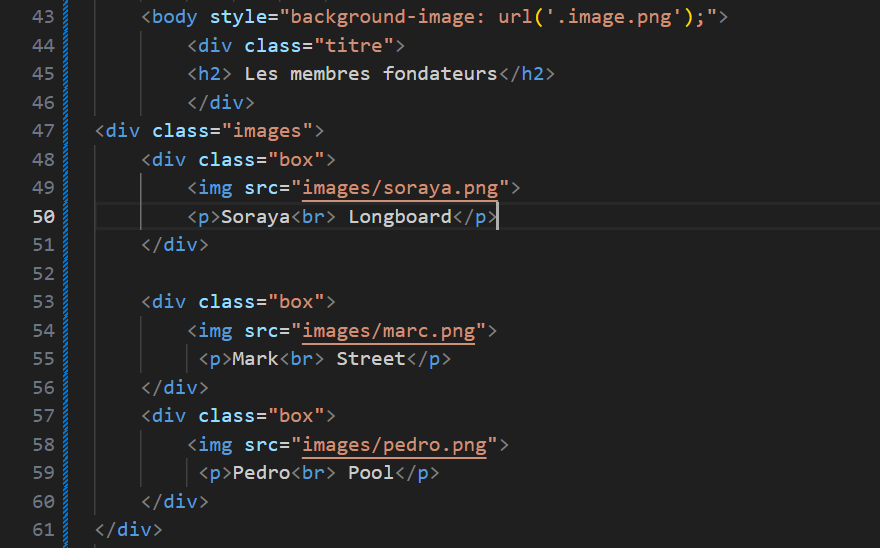 43 <body style="background-image: url('.image.png');">
44 <div class="titre">
45 <h2> Les membres fondateurs</h2>
46 </div>
47 <div class="images">
48 <div class="box">
49 <img src="images/soraya.png">
50 <p>Soraya<br> Longboard</p>
51 </div>
52
53 <div class="box">
54 <img src="images/marc.png">
55 <p>Mark<br> Street</p>
56 </div>
57 <div class="box">
58 <img src="images/pedro.png">
59 <p>Pedro<br> Pool</p>
60 </div>
61 </div>